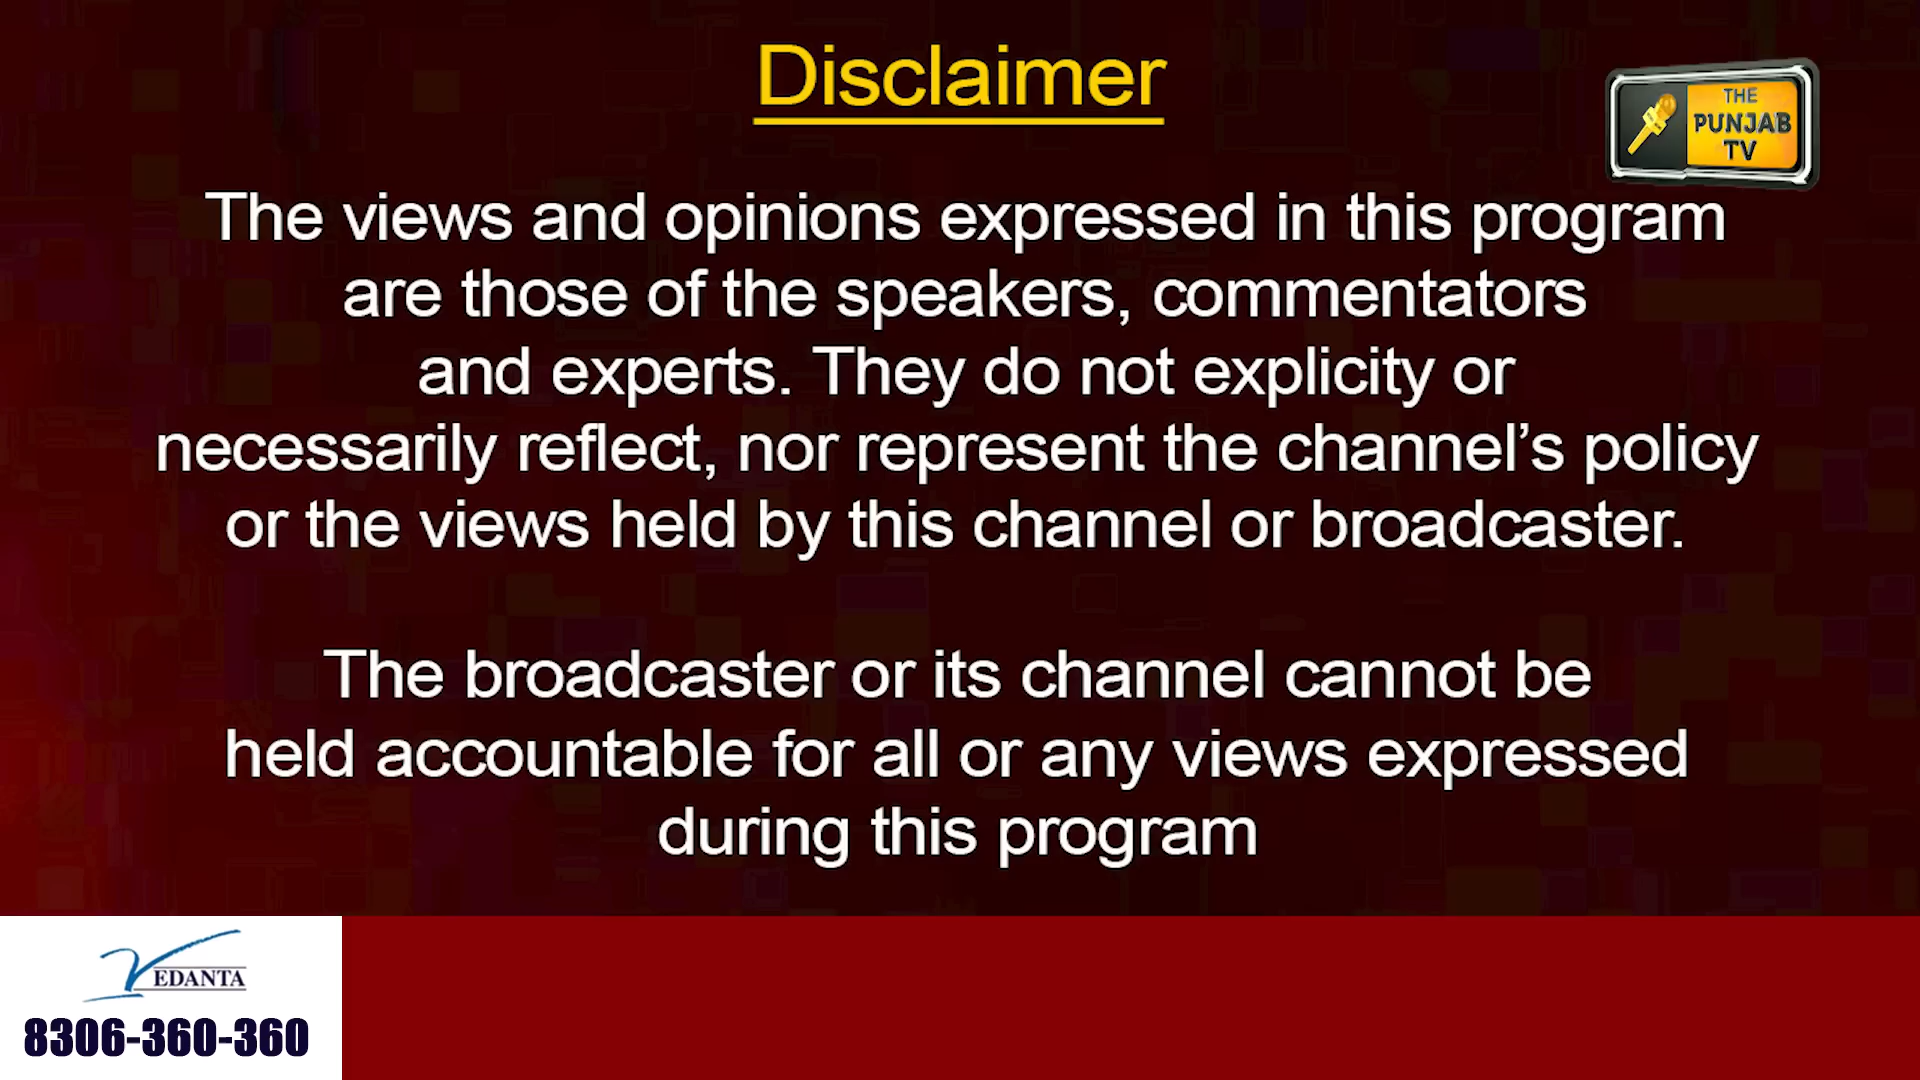 Disclaimer
THE
PUNJAB
TV
The views and opinions expressed in this program
are those of the speakers, commentators
and experts. They do not explicity or
necessarily reflect, nor represent the channel’s policy
or the views held by this channel or broadcaster.
The broadcaster or its channel cannot be
held accountable for all or any views expressed
during this program
VEDANTA
8306-360-360